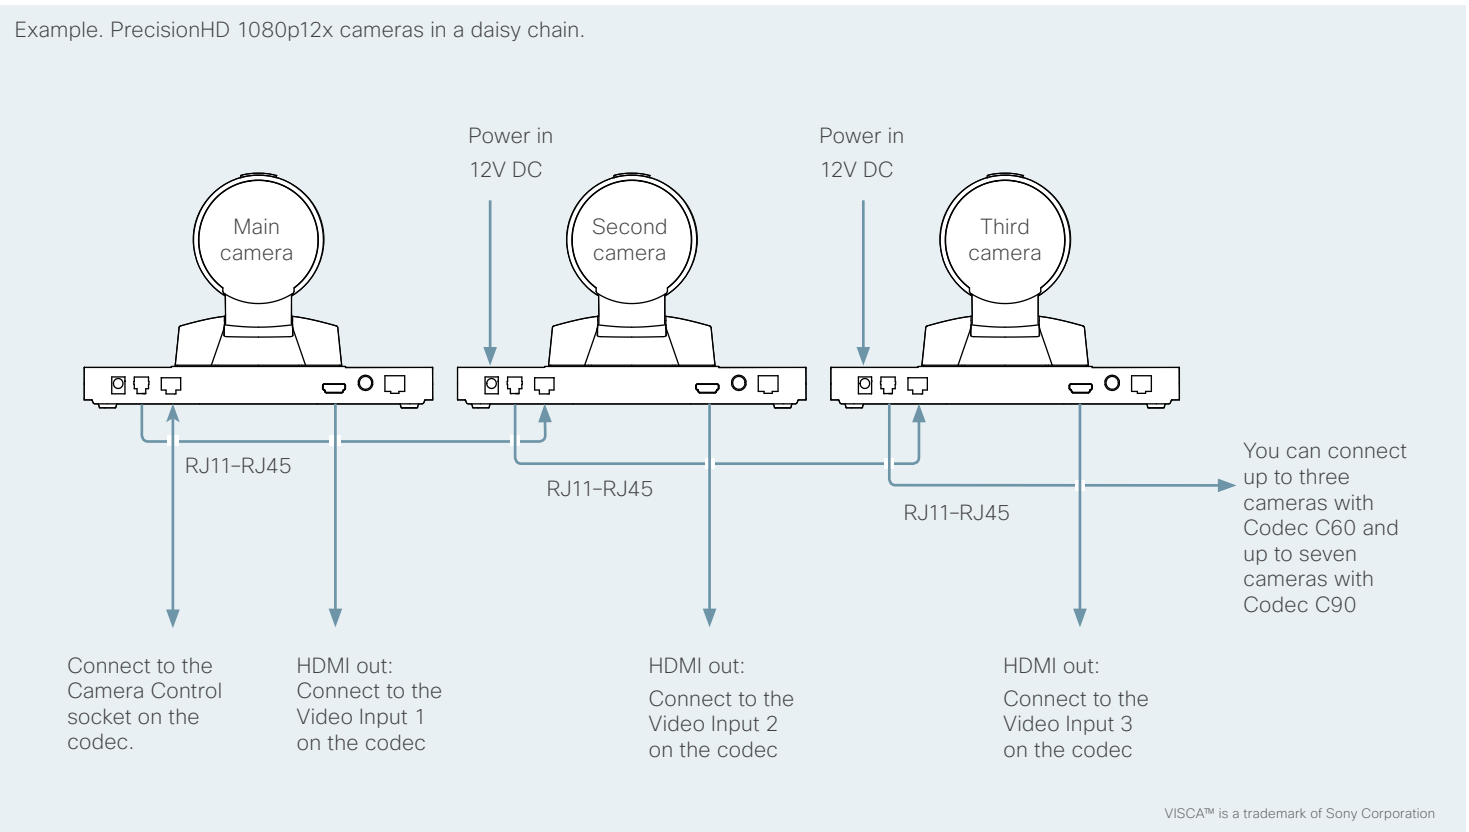 Example. PrecisionHD 1080p12x cameras in a daisy chain.
Power in
12V DC
Power in
12V DC
Main
camera
Second
camera
Third
camera
RJ11–RJ45
RJ11–RJ45
RJ11–RJ45
You can connect
up to three
cameras with
Codec C60 and
up to seven
cameras with
Codec C90
Connect to the
Camera Control
socket on the
codec.
HDMI out:
Connect to the
Video Input 1
on the codec
HDMI out:
Connect to the
Video Input 2
on the codec
HDMI out:
Connect to the
Video Input 3
on the codec
VISCA™ is a trademark of Sony Corporation